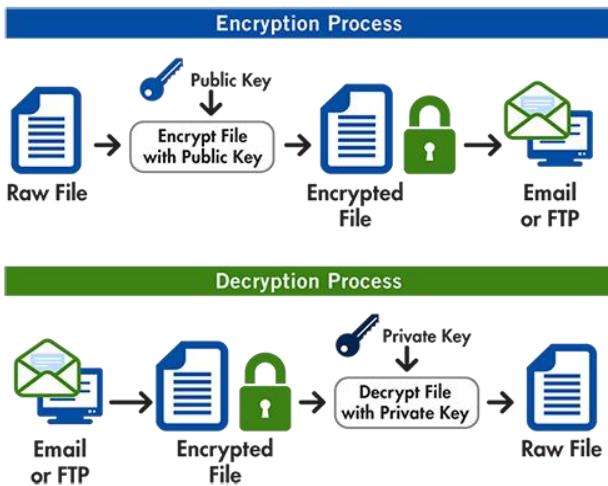 Encryption Process
Public Key
Encrypt File
with Public Key
Raw File
Encrypted
File
Email
or FTP
Decryption Process
Private Key
Decrypt File
with Private Key
Email
or FTP
Encrypted
File
Raw File